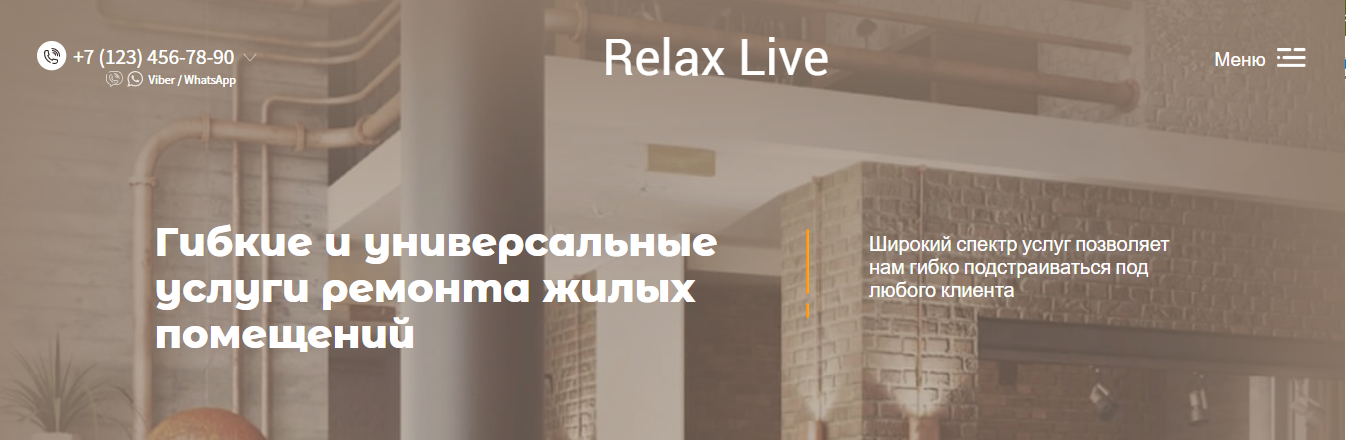 +7 (123) 456-78-90
Viber / WhatsApp
Relax Live
Меню
Гибкие и универсальные
услуги ремонта жилых
помещений
Широкий спектр услуг позволяет
нам гибко подстраиваться под
любого клиента